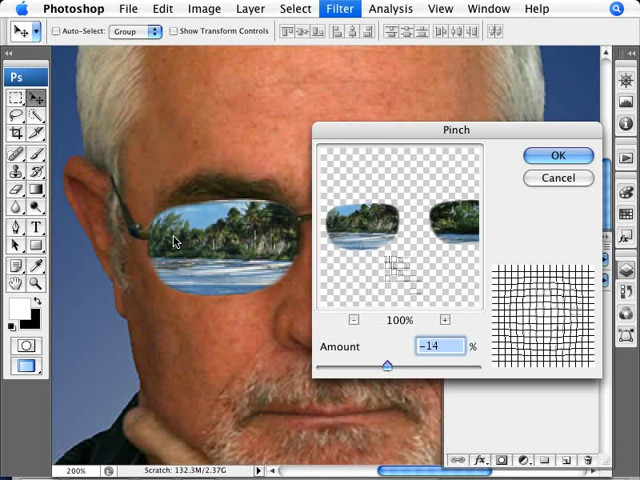 Photoshop File Edit Image Layer Select Filter Analysis View Window Help
Auto-Select: Group Show Transform Controls
Ps
Pinch
OK
Cancel
100%
Amount -14 %
T
fx
200% Scratch: 132.3M/2.37G